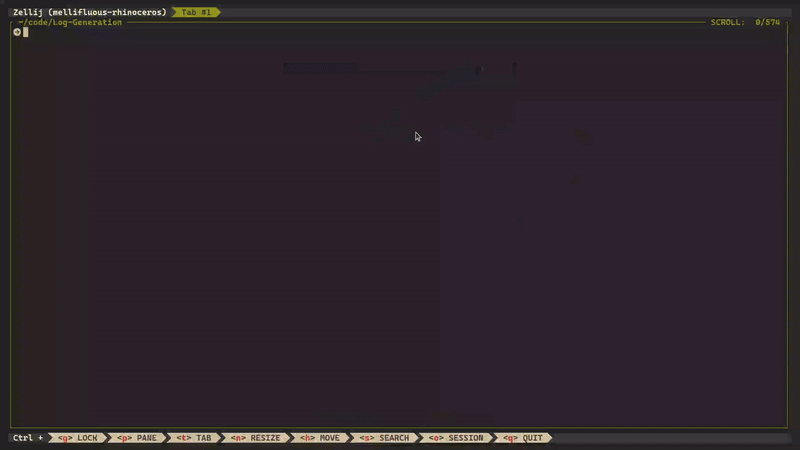 Zellij (mellifluous-rhinoceros) Tab #1
~/code/Log-Generation SCROLL: 0/574
Ctrl + <g> LOCK <p> PANE <t> TAB <n> RESIZE <h> MOVE <s> SEARCH <o> SESSION <q> QUIT